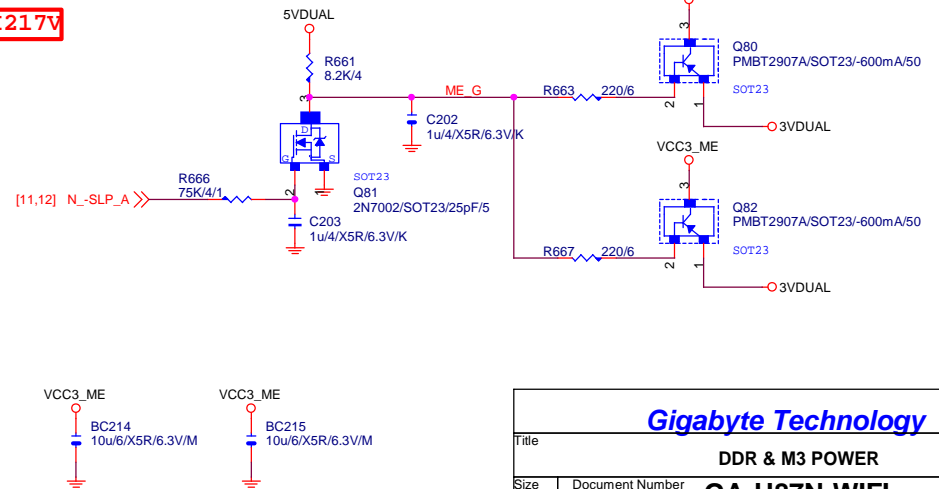 217V
5VDUAL
R661
8.2K/4
3
D
G
S
SOT23
Q81
2N7002/SOT23/25pF/5
2
1
R666
75K/4/1
[11,12] N_-SLP_A
C203
1u/4/X5R/6.3V/K
ME_G
C202
1u/4/X5R/6.3V/K
R663
220/6
3
Q80
PMBT2907A/SOT23/-600mA/50
SOT23
2
1
3VDUAL
VCC3_ME
3
Q82
PMBT2907A/SOT23/-600mA/50
SOT23
R667
220/6
2
1
3VDUAL
VCC3_ME
BC214
10u/6/X5R/6.3V/M
VCC3_ME
BC215
10u/6/X5R/6.3V/M
Gigabyte Technology
Title
DDR & M3 POWER
Size
Document Number